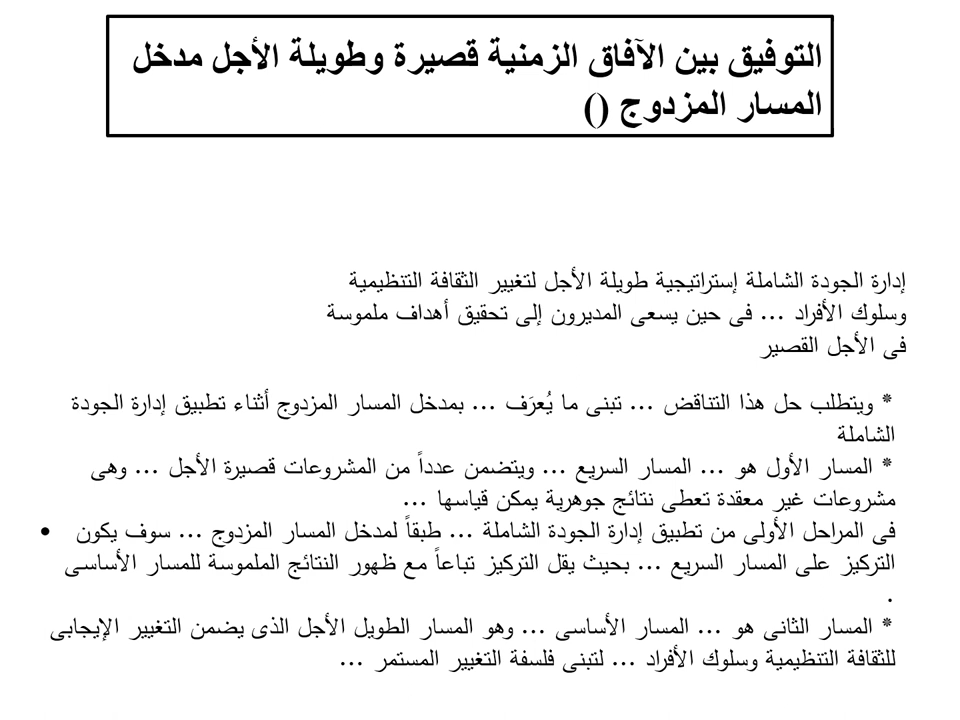 التوفيق بين الآفاق الزمنية قصيرة وطويلة الأجل مدخل
المسار المزدوج ()
إدارة الجودة الشاملة إستراتيجية طويلة الأجل لتغيير الثقافة التنظيمية
وسلوك الأفراد ... فى حين يسعى المديرون إلى تحقيق أهداف ملموسة
فى الأجل القصير
* ويتطلب حل هذا التناقض ... تبنى ما يُعرَف ... بمدخل المسار المزدوج أثناء تطبيق إدارة الجودة
الشاملة
* المسار الأول هو ... المسار السريع ... ويتضمن عدداً من المشروعات قصيرة الأجل ... وهى
مشروعات غير معقدة تعطى نتائج جوهرية يمكن قياسها ...
• فى المراحل الأولى من تطبيق إدارة الجودة الشاملة ... طبقاً لمدخل المسار المزدوج ... سوف يكون
التركيز على المسار السريع ... بحيث يقل التركيز تباعاً مع ظهور النتائج الملموسة للمسار الأساسى
.
* المسار الثانى هو ... المسار الأساسى ... وهو المسار الطويل الأجل الذى يضمن التغيير الإيجابى
للثقافة التنظيمية وسلوك الأفراد ... لتبنى فلسفة التغيير المستمر ...